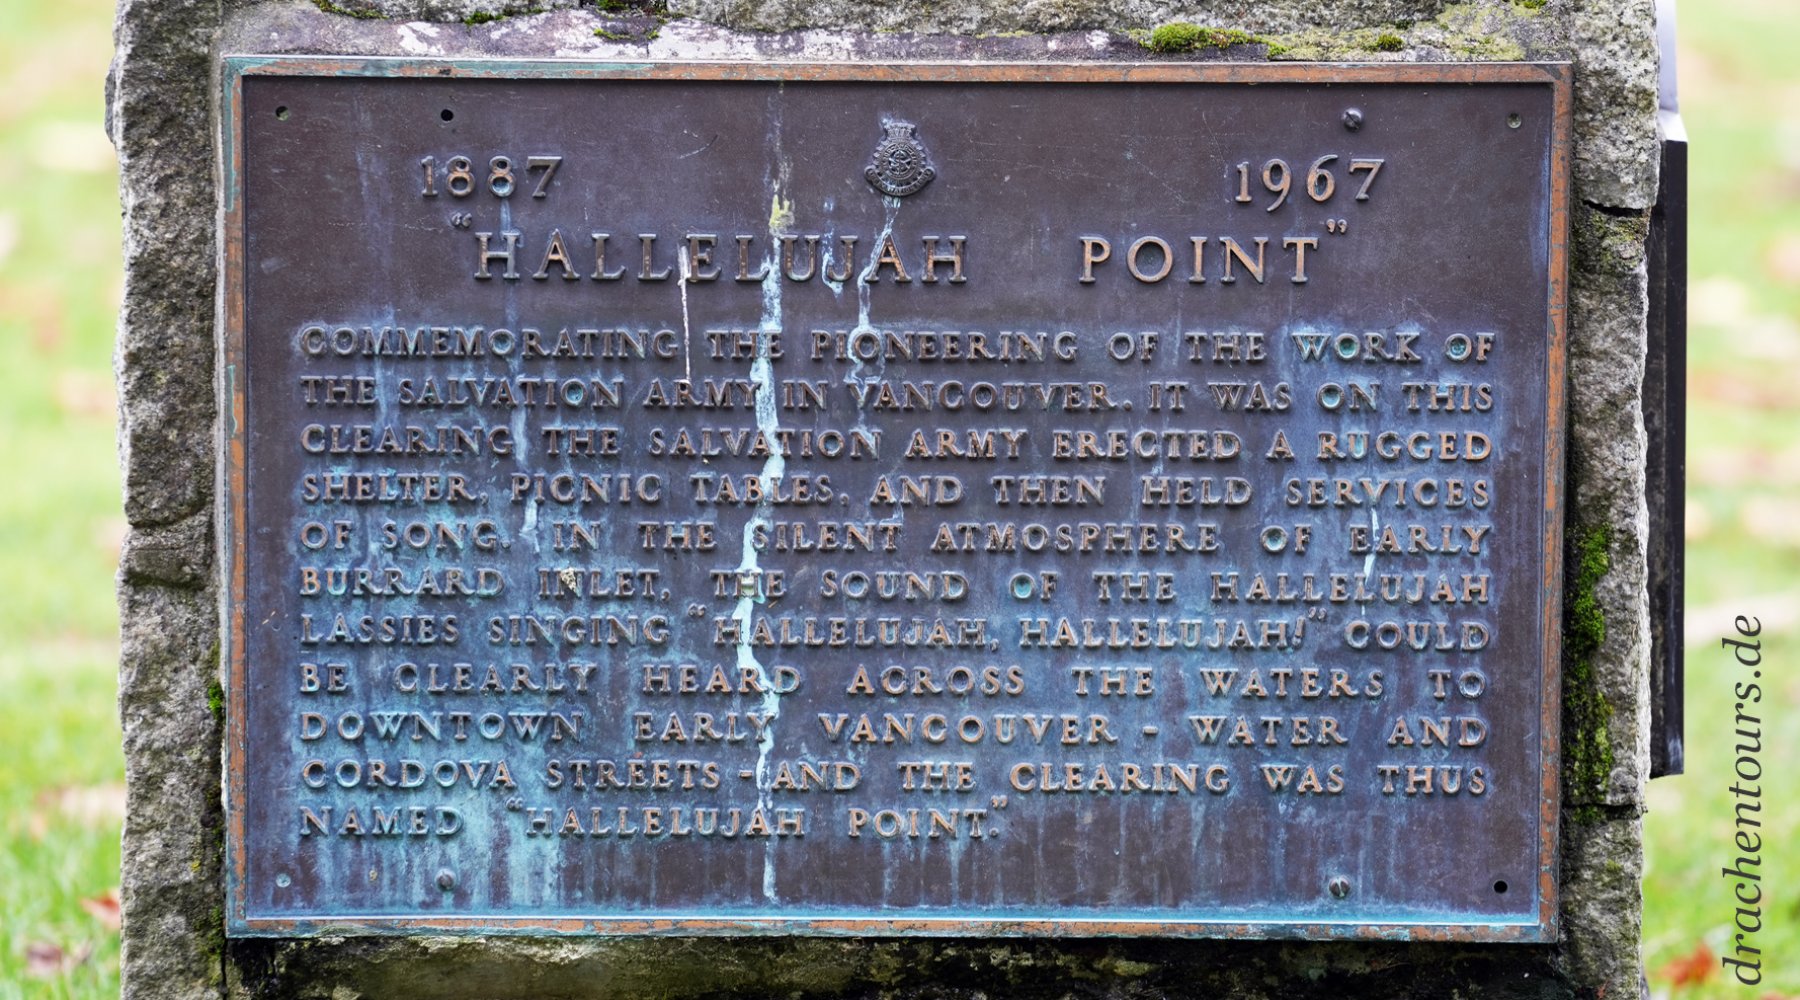 1887 1967
"HALLELUJAH POINT"
COMMEMORATING THE PIONEERING OF THE WORK OF
THE SALVATION ARMY IN VANCOUVER. IT WAS ON THIS
CLEARING THE SALVATION ARMY ERECTED A RUGGED
SHELTER, PICNIC TABLES, AND THEN HELD SERVICES
OF SONG. IN THE SILENT ATMOSPHERE OF EARLY
BURRARD INLET, THE SOUND OF THE HALLELUJAH
LASSIES SINGING "HALLELUJAH, HALLELUJAH!" COULD
BE CLEARLY HEARD ACROSS THE WATERS TO
DOWNTOWN EARLY VANCOUVER - WATER AND
CORDOVA STREETS - AND THE CLEARING WAS THUS
NAMED "HALLELUJAH POINT."
drachentours.de